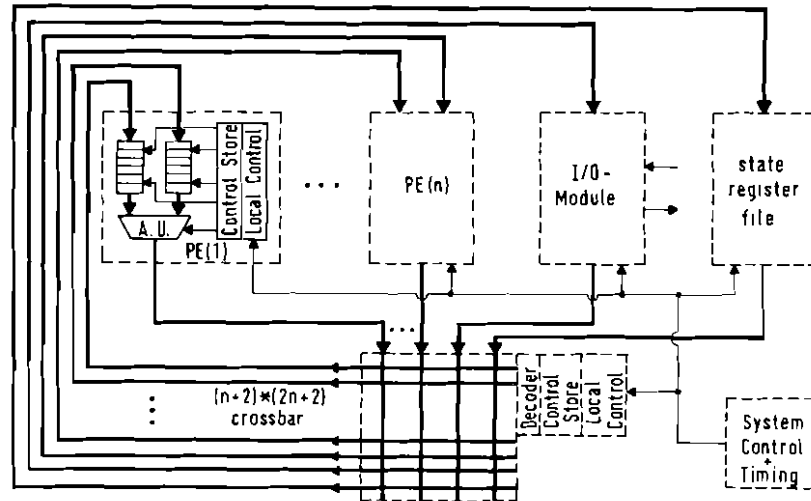 Control Store
Local Control
A.U.
PE(1)
...
PE(n)
I/O-
Module
state
register
file
...
(n+2)*(2n+2)
crossbar
Decoder
Control
Store
Local
Control
System
Control
+
Timing